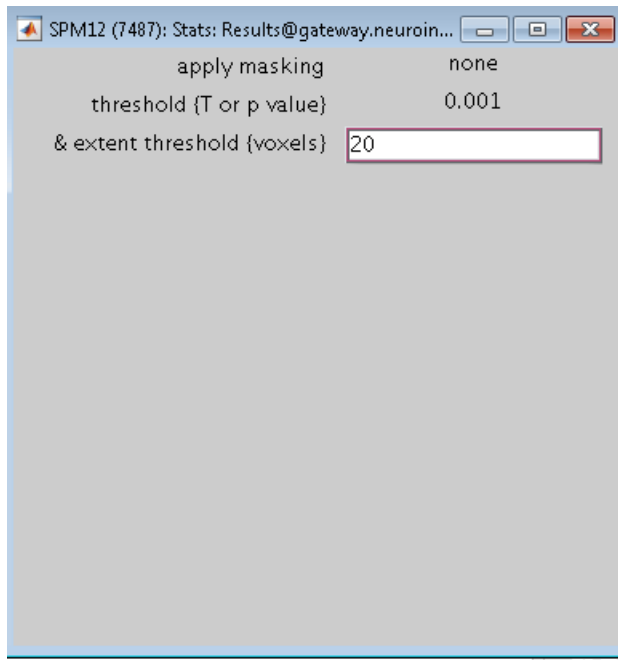 SPM12 (7487): Stats: Results@gateway.neuroin...
apply masking none
threshold {T or p value} 0.001
& extent threshold {voxels} 20